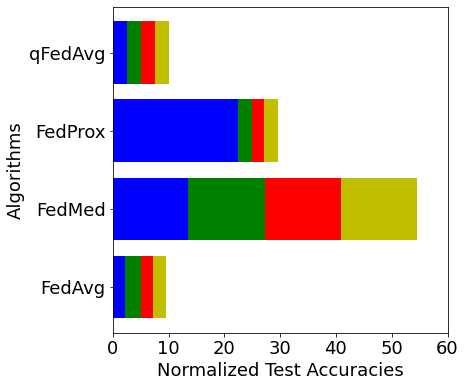 qFedAvg
FedProx
FedMed
FedAvg
Algorithms
0 10 20 30 40 50 60
Normalized Test Accuracies